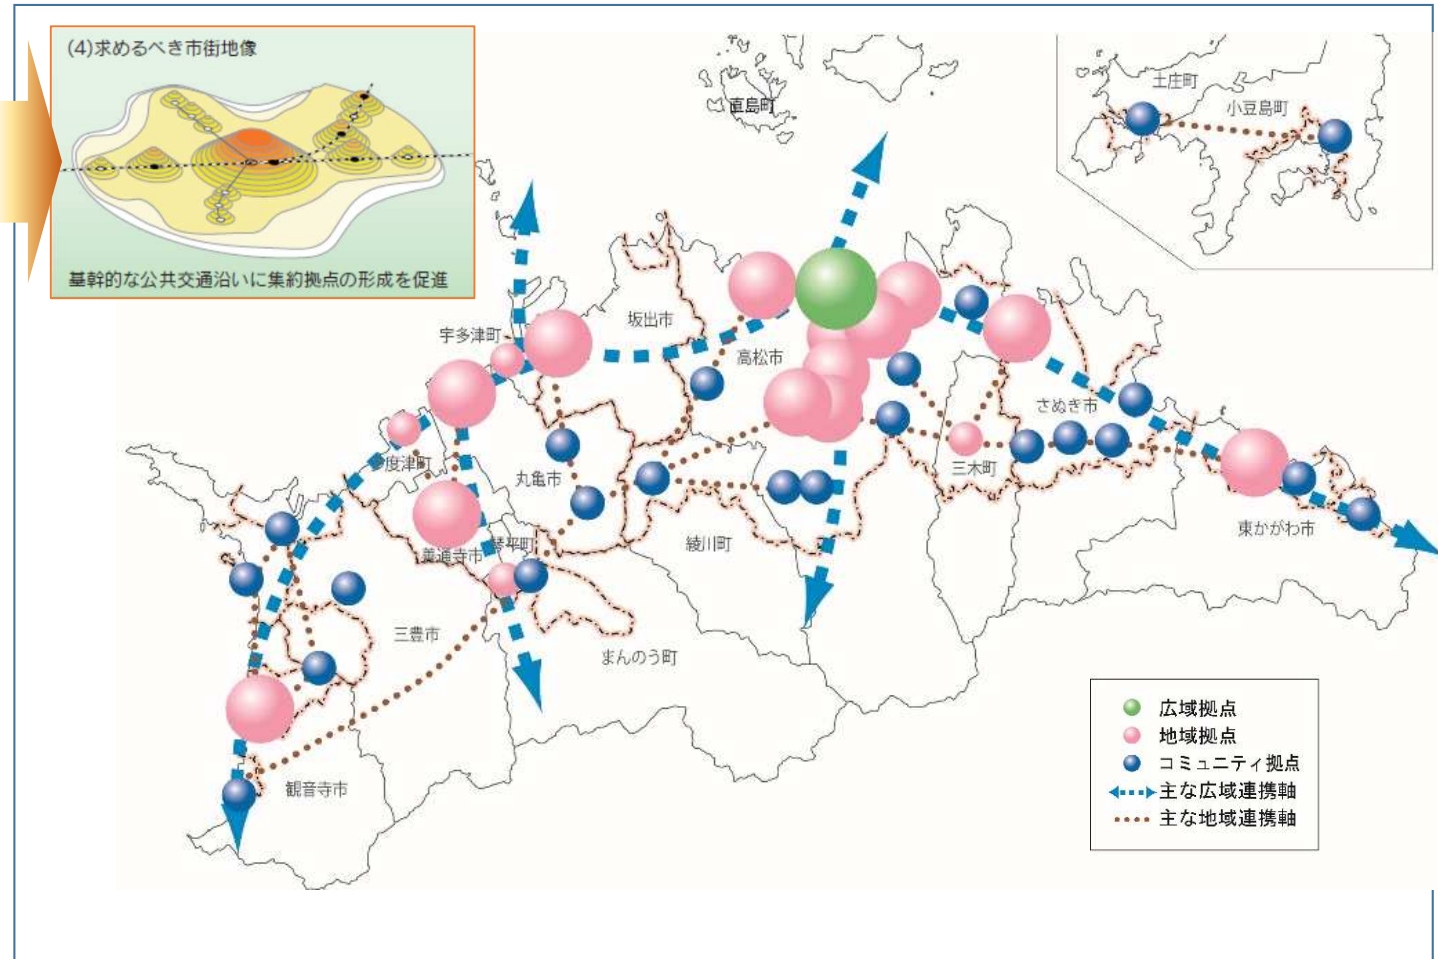 (4)求めるべき市街地像
基幹的な公共交通沿いに集約拠点の形成を促進
直島町
土庄町
小豆島町
宇多津町
坂出市
高松市
さぬき市
多度津町
丸亀市
三木町
善通寺市
琴平町
綾川町
東かがわ市
三豊市
まんのう町
観音寺市
広域拠点
地域拠点
コミュニティ拠点
主な広域連携軸
主な地域連携軸